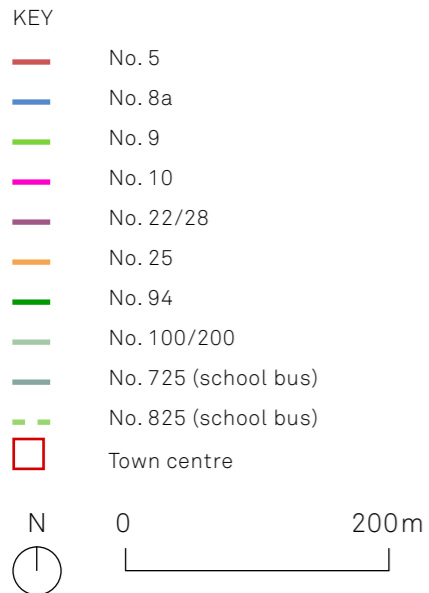 KEY
No. 5
No. 8a
No. 9
No. 10
No. 22/28
No. 25
No. 94
No. 100/200
No. 725 (school bus)
No. 825 (school bus)
Town centre
N 0 200m